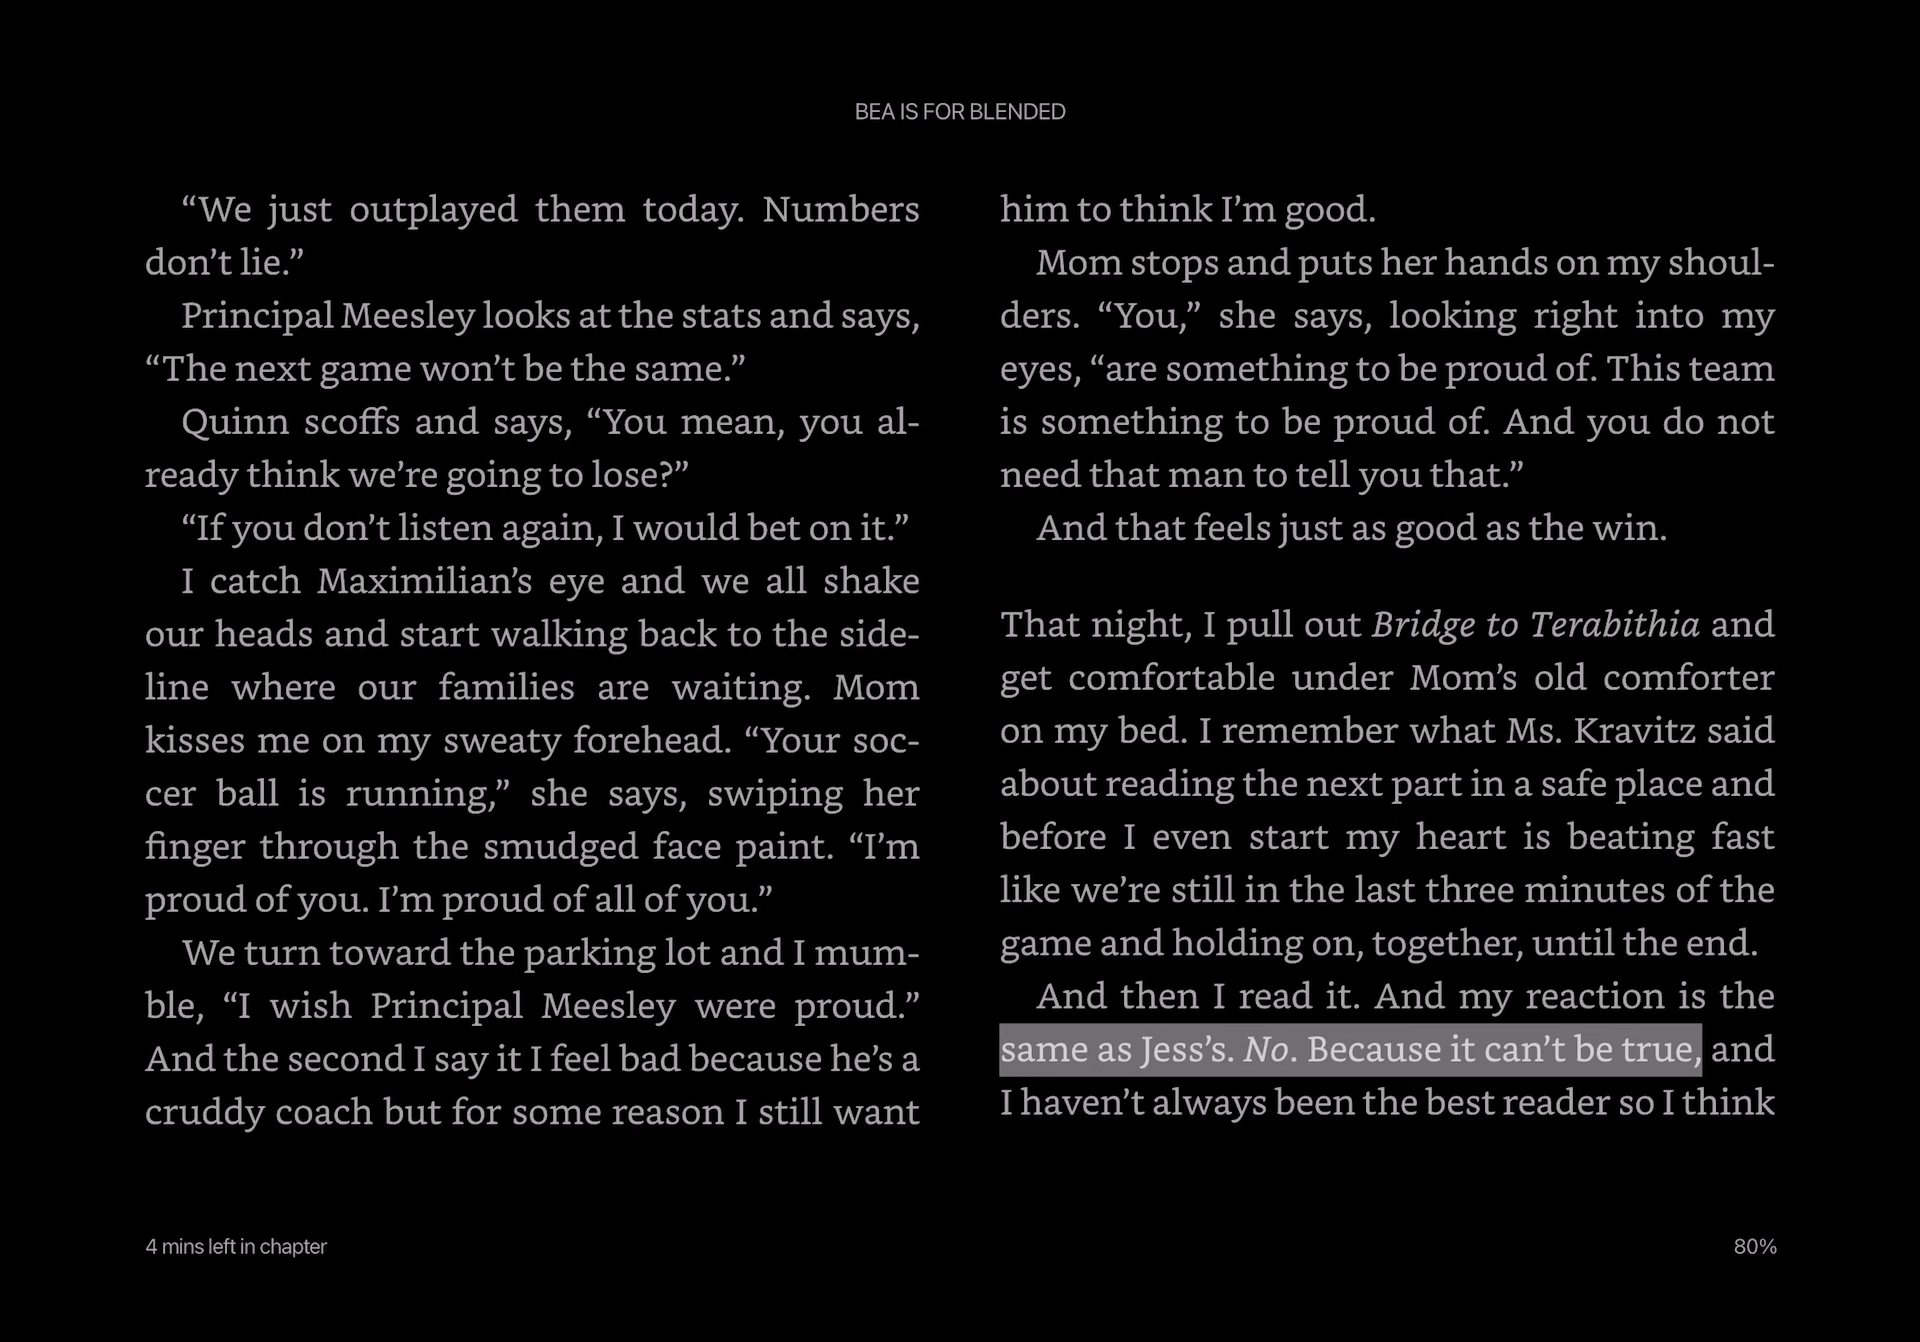 BEA IS FOR BLENDED
“We just outplayed them today. Numbers
don’t lie.”
Principal Meesley looks at the stats and says,
“The next game won’t be the same.”
Quinn scoffs and says, “You mean, you al-
ready think we’re going to lose?”
“If you don’t listen again, I would bet on it.”
I catch Maximilian’s eye and we all shake
our heads and start walking back to the side-
line where our families are waiting. Mom
kisses me on my sweaty forehead. “Your soc-
cer ball is running,” she says, swiping her
finger through the smudged face paint. “I’m
proud of you. I’m proud of all of you.”
We turn toward the parking lot and I mum-
ble, “I wish Principal Meesley were proud.”
And the second I say it I feel bad because he’s a
cruddy coach but for some reason I still want
him to think I’m good.
Mom stops and puts her hands on my shoul-
ders. “You,” she says, looking right into my
eyes, “are something to be proud of. This team
is something to be proud of. And you do not
need that man to tell you that.”
And that feels just as good as the win.
That night, I pull out Bridge to Terabithia and
get comfortable under Mom’s old comforter
on my bed. I remember what Ms. Kravitz said
about reading the next part in a safe place and
before I even start my heart is beating fast
like we’re still in the last three minutes of the
game and holding on, together, until the end.
And then I read it. And my reaction is the
same as Jess’s. No. Because it can’t be true, and
I haven’t always been the best reader so I think
4 mins left in chapter
80%